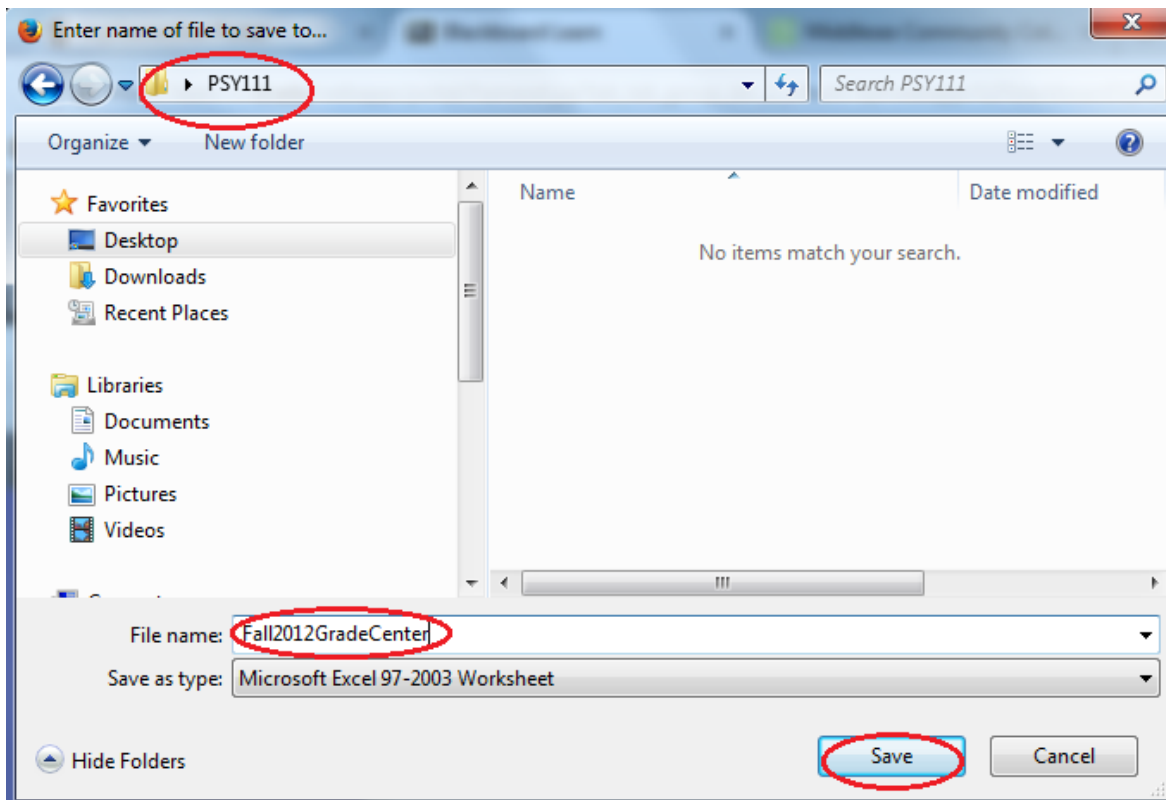 Enter name of file to save to...
PSY111
Search PSY111
Organize
New folder
Name
Date modified
Favorites
Desktop
Downloads
Recent Places
No items match your search.
Libraries
Documents
Music
Pictures
Videos
File name: Fall2012GradeCenter
Save as type: Microsoft Excel 97-2003 Worksheet
Hide Folders
Save
Cancel